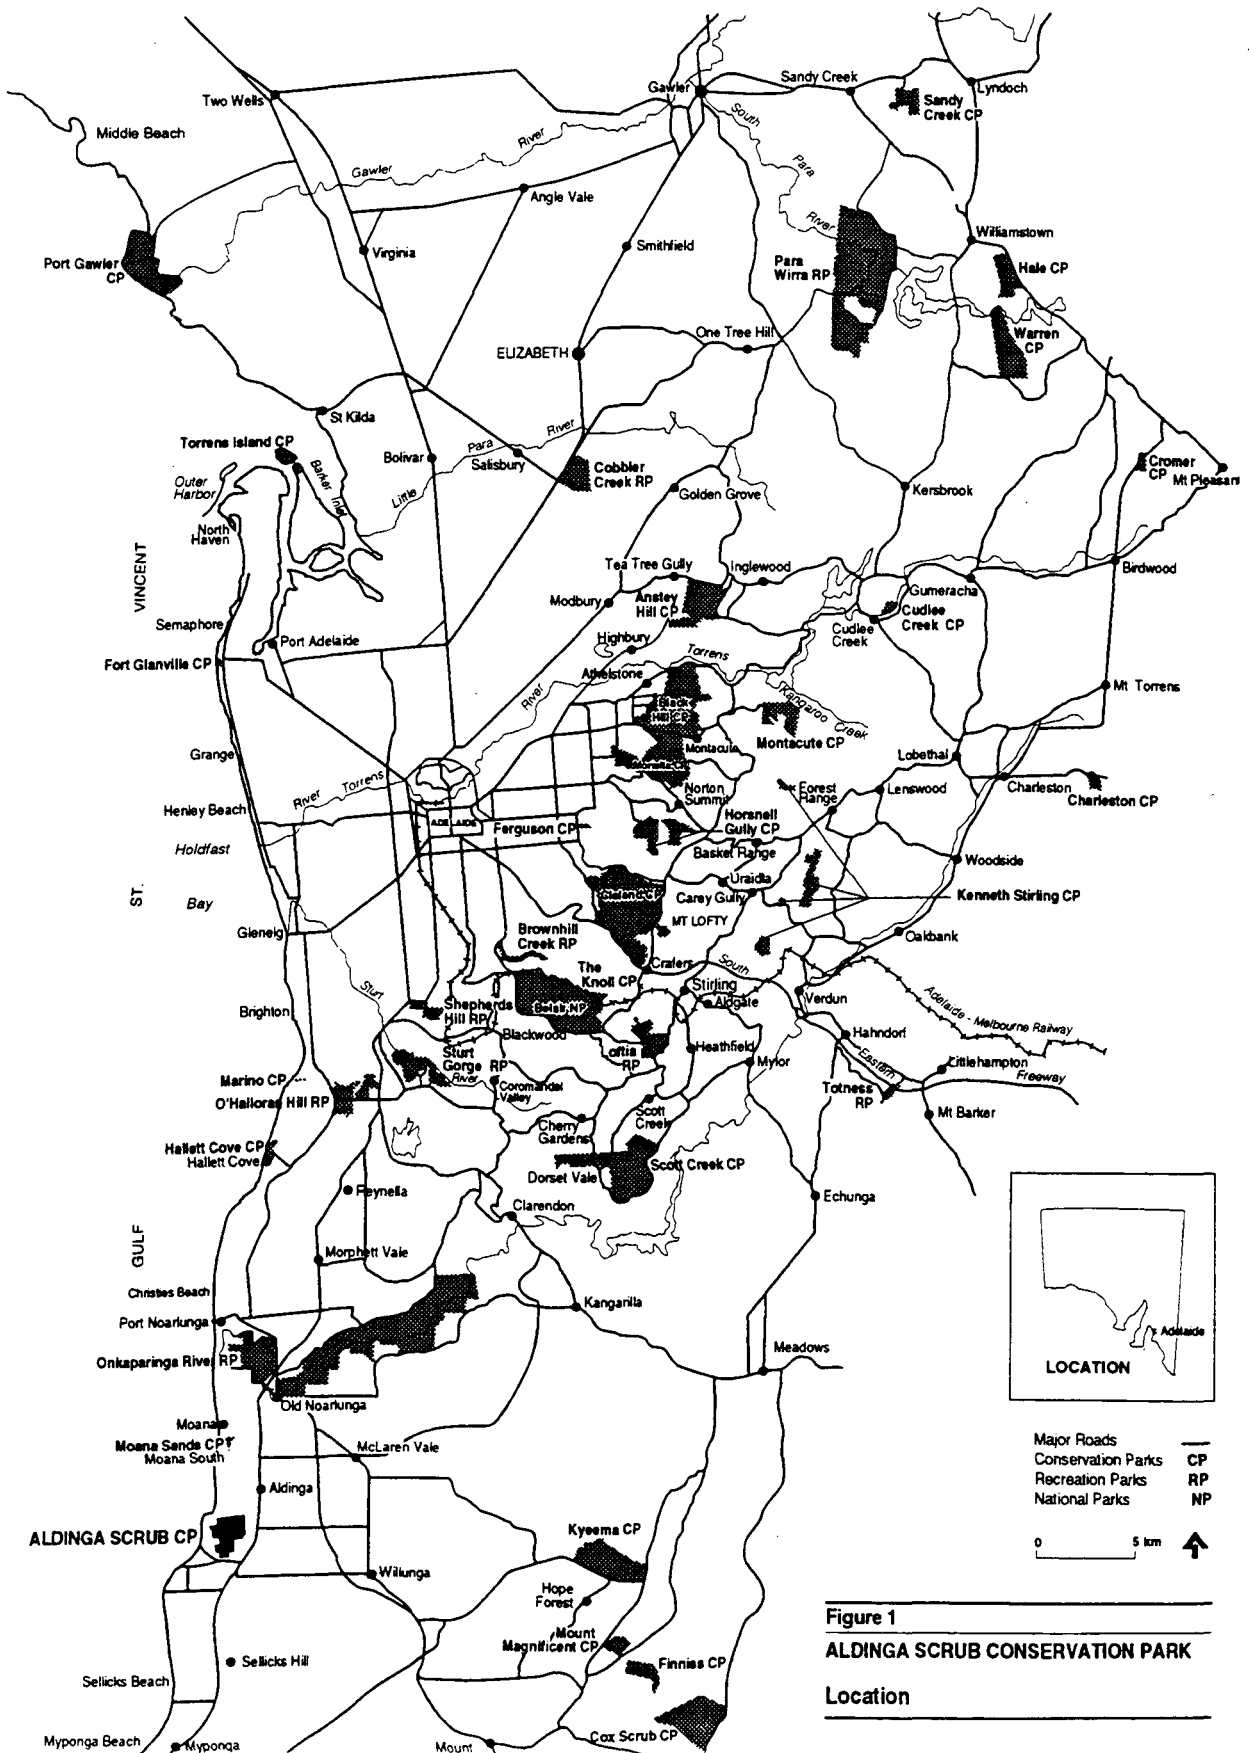 Two Wells
Gawler
Sandy Creek
Lyndoch
Sandy
Creek CP
Middle Beach
South
Para
River
Gawler
River
Angle Vale
Port Gawler
CP
Virginia
Smithfield
Para
Wirra RP
Williamstown
Hale CP
Warren
CP
ELIZABETH
One Tree Hill
St Kilda
Torrens Island CP
Outer
Harbor
North
Haven
Barker Inlet
Bolivar
Little
Para
River
Salisbury
Cobbler
Creek RP
Golden Grove
Kersbrook
Cromer
CP
Mt Pleasant
VINCENT
Tea Tree Gully
Inglewood
Modbury
Anstey
Hill CP
Gumeracha
Birdwood
Cudlee
Creek CP
Cudlee
Creek
Semaphore
Port Adelaide
Fort Glanville CP
Highbury
Athelstone
River
Torrens
Kangaroo Creek
Black
Hill CP
Montacute
Montacute CP
Morialta CP
Mt Torrens
Grange
Lobethal
Norton
Summit
Forest
Range
Lenswood
Charleston
Charleston CP
Henley Beach
River
Torrens
ADELAIDE
Ferguson CP
Horsnell
Gully CP
Basket Range
Holdfast
Bay
ST.
Woodside
Cleland CP
Uraidla
Carey Gully
Kenneth Stirling CP
MT LOFTY
Oakbank
Glenelg
Brownhill
Creek RP
The
Knoll CP
Crafers
South
Eastern
Freeway
Stirling
Aldgate
Verdun
Adelaide - Melbourne Railway
Sturt
River
Brighton
Shepherds
Hill RP
Belair NP
Blackwood
Hahndorf
Heathfield
Mylor
Loftia
RP
Littlehampton
Sturt
Gorge RP
Coromandel
Valley
Totness
RP
Mt Barker
Marino CP
O'Halloran Hill RP
Scott
Creek
Cherry
Gardens
Hallett Cove CP
Hallett Cove
Scott Creek CP
Dorset Vale
Reynella
Clarendon
Echunga
GULF
Morphett Vale
Christies Beach
Port Noarlunga
Kangarilla
Onkaparinga River RP
Meadows
Old Noarlunga
Moana
Moana Sands CP
Moana South
McLaren Vale
Aldinga
ALDINGA SCRUB CP
Kyeema CP
Willunga
Hope
Forest
Mount
Magnificent CP
Finniss CP
Sellicks Hill
Sellicks Beach
Cox Scrub CP
Myponga Beach
Myponga
Mount
Adelaide
LOCATION
Major Roads
Conservation Parks CP
Recreation Parks RP
National Parks NP
0 5 km
Figure 1
ALDINGA SCRUB CONSERVATION PARK
Location